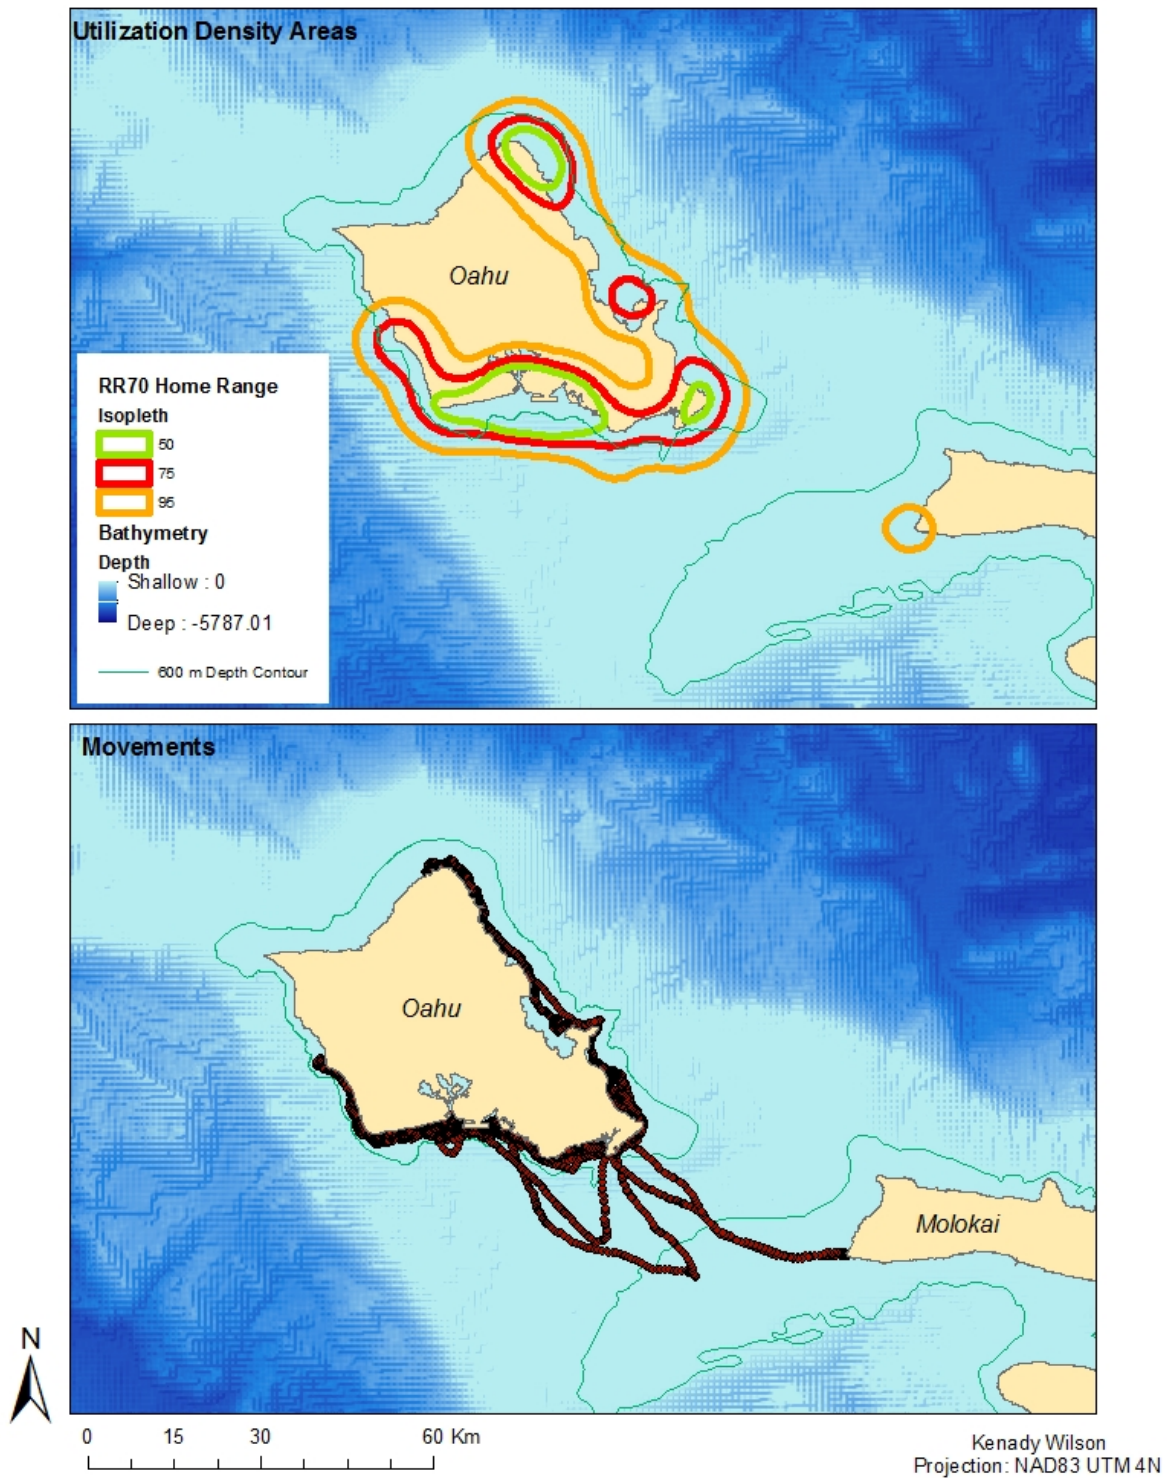 Utilization Density Areas
Oahu
RR70 Home Range
Isopleth
50
75
95
Bathymetry
Depth
Shallow : 0
Deep : -5787.01
600 m Depth Contour
Movements
Oahu
Molokai
N
0 15 30 60 Km
Kenady Wilson
Projection: NAD83 UTM 4N